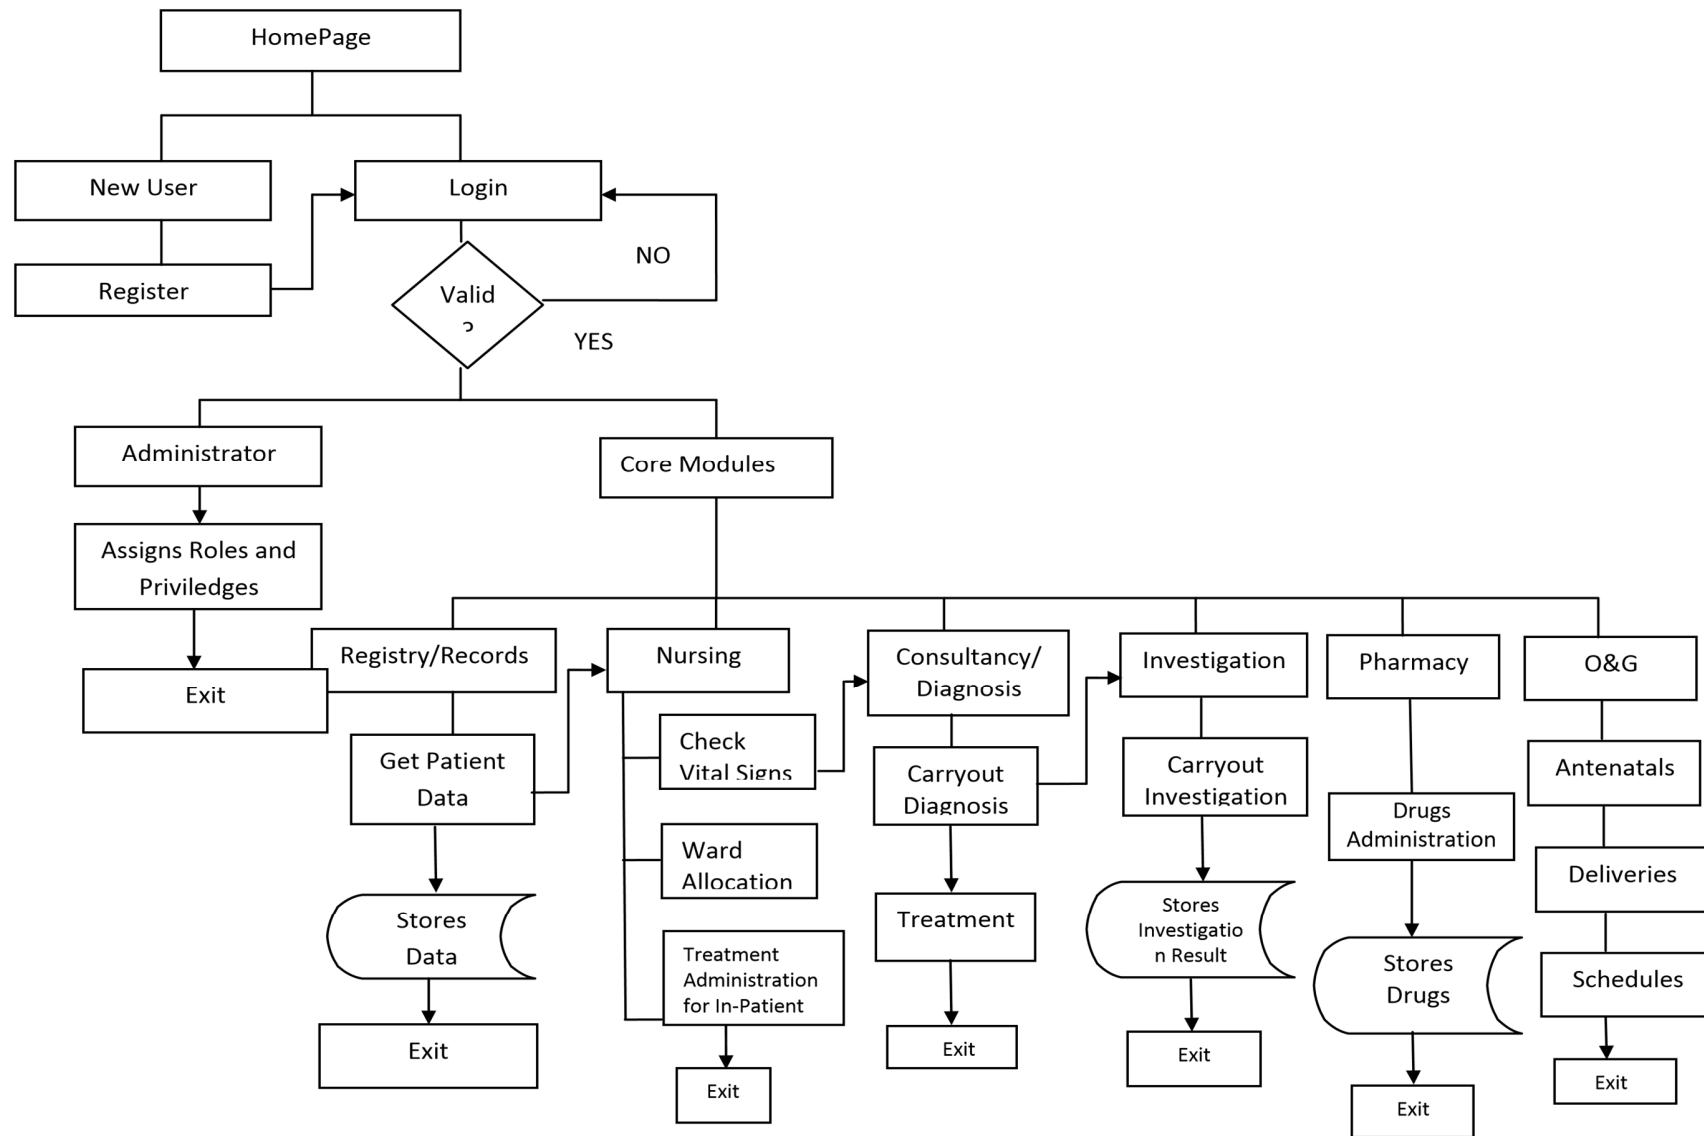 HomePage
New User
Login
NO
Register
Valid
?
YES
Administrator
Core Modules
Assigns Roles and
Priviledges
Exit
Registry/Records
Get Patient
Data
Stores
Data
Exit
Nursing
Check
Vital Signs
Ward
Allocation
Treatment
Administration
for In-Patient
Exit
Consultancy/
Diagnosis
Carryout
Diagnosis
Treatment
Exit
Investigation
Carryout
Investigation
Stores
Investigatio
n Result
Exit
Pharmacy
Drugs
Administration
Stores
Drugs
Exit
O&G
Antenatals
Deliveries
Schedules
Exit